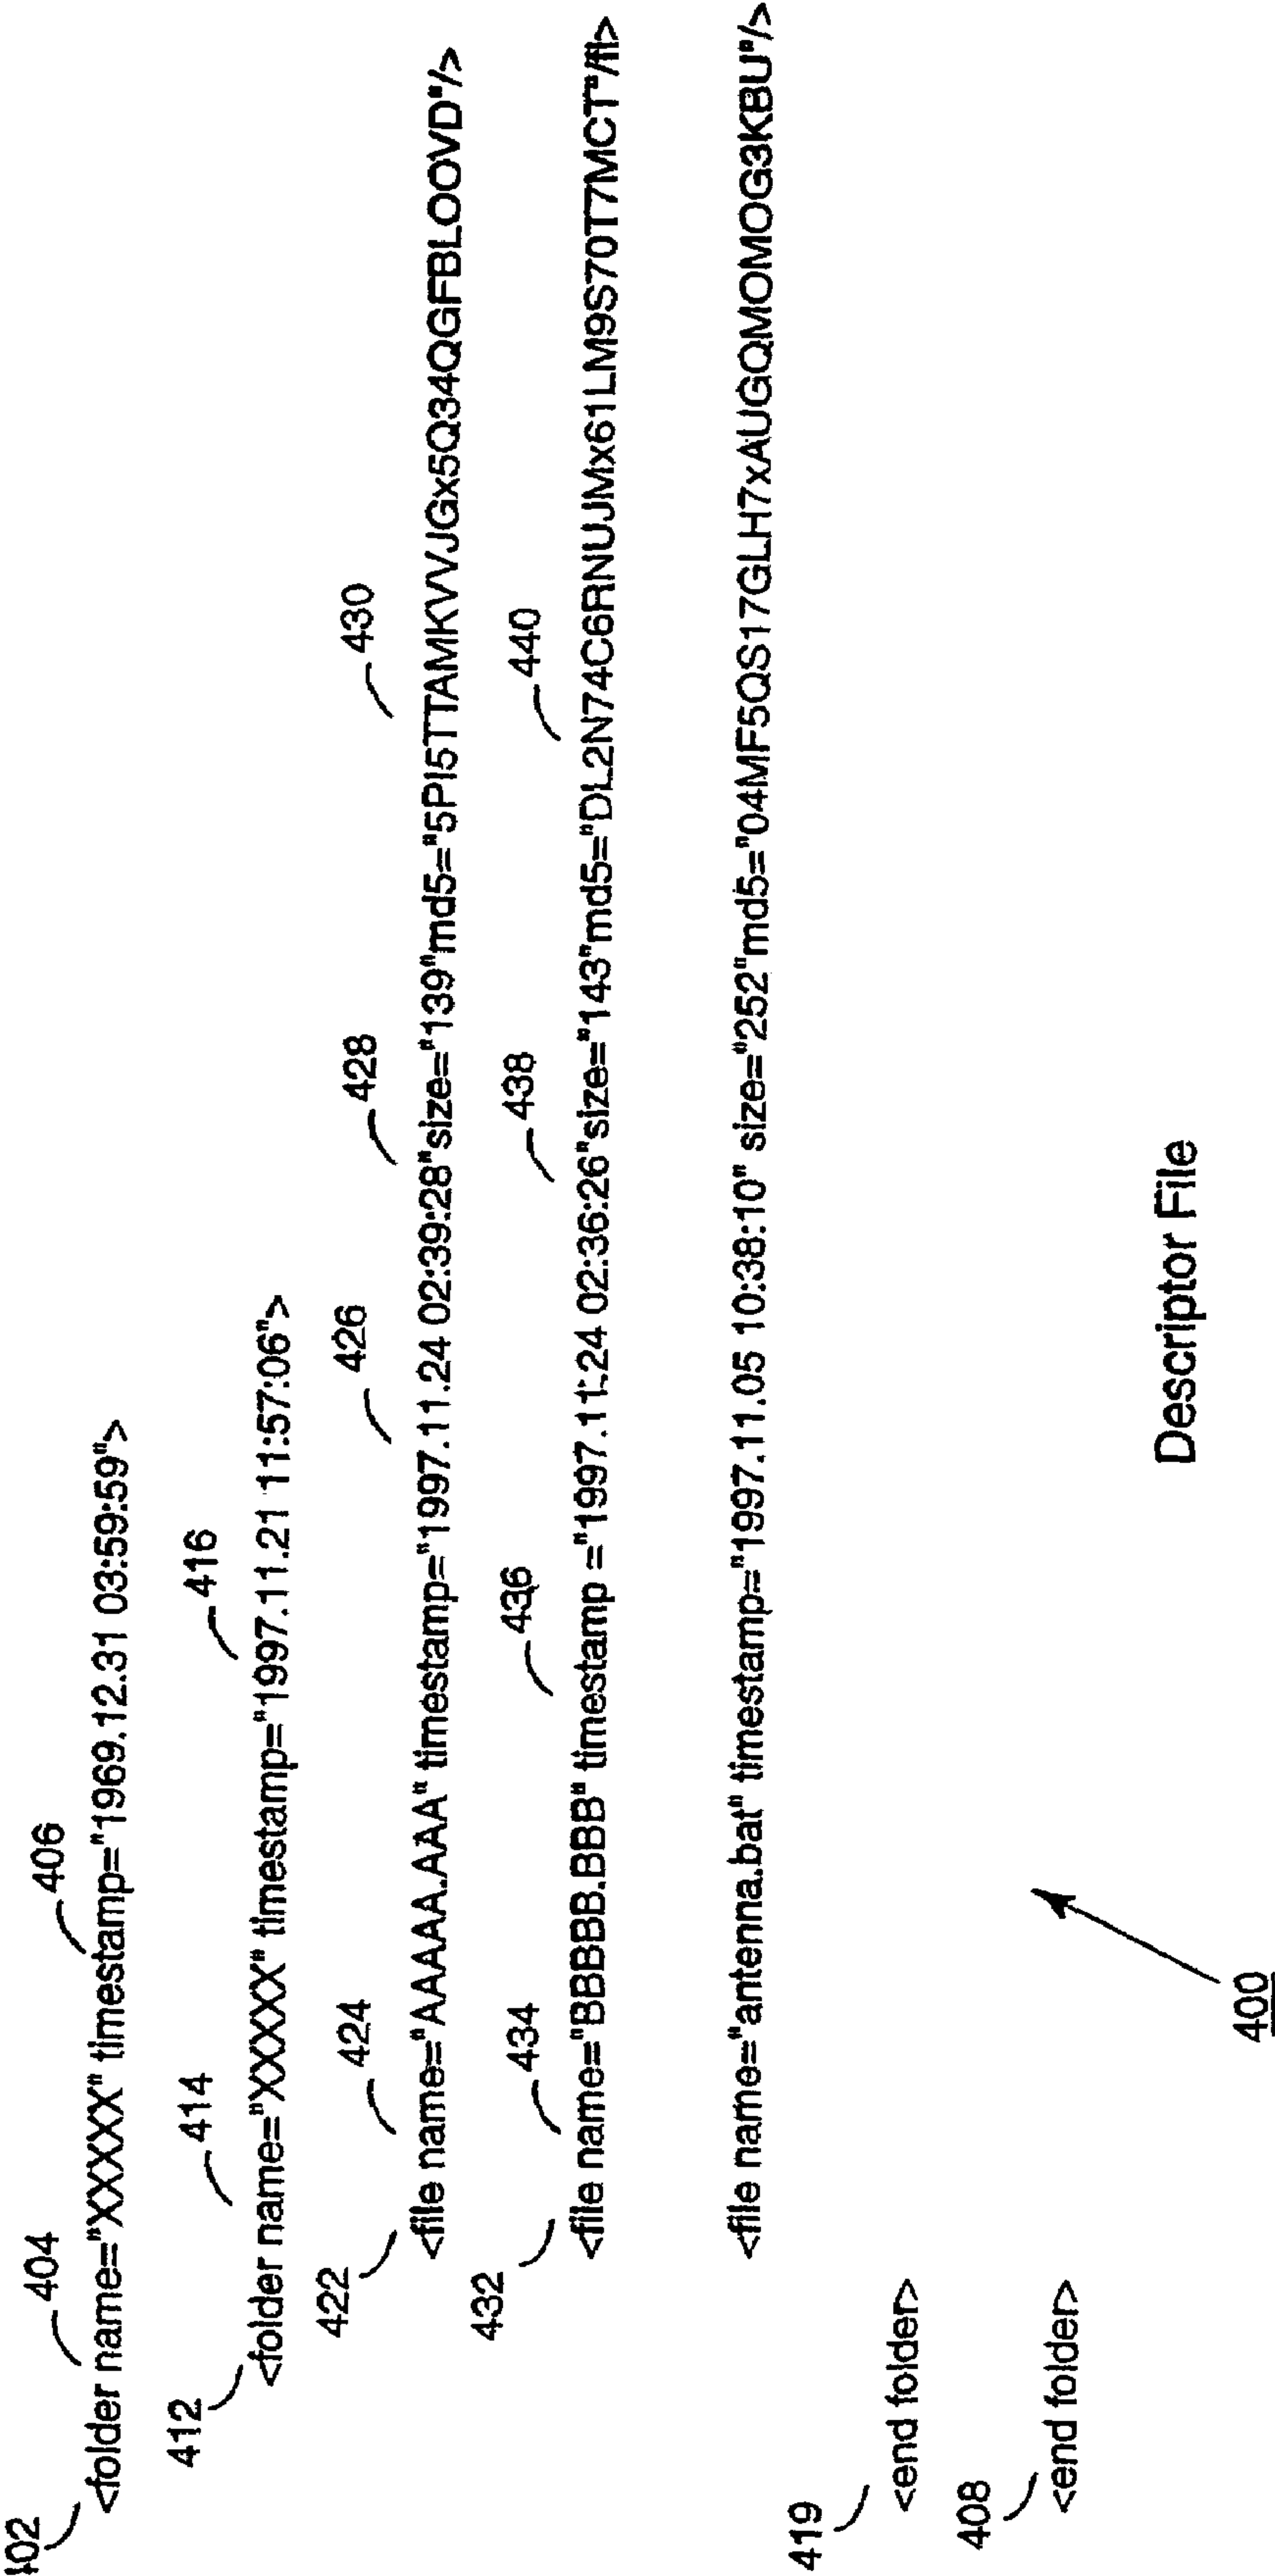 402 404 406
<folder name="XXXXX" timestamp="1969.12.31 03:59:59">
412 414 416
<folder name="XXXXX" timestamp="1997.11.21 11:57:06">
422 424 426 428 430
<file name="AAAAA.AAA" timestamp="1997.11.24 02:39:28"size="139"md5="5PI5TTAMKVVJGx5Q34QGFBLOOVD"/>
432 434 436 438 440
<file name="BBBBB.BBB" timestamp ="1997.11:24 02:36:26"size="143"md5="DL2N74C6RNUJMx61LM9S70T7MCT"/fl>
<file name="antenna.bat" timestamp="1997.11.05 10:38:10" size="252"md5="04MF5QS17GLH7xAUGQMOMOG3KBU"/>
419
<end folder>
408
<end folder>
400
Descriptor File